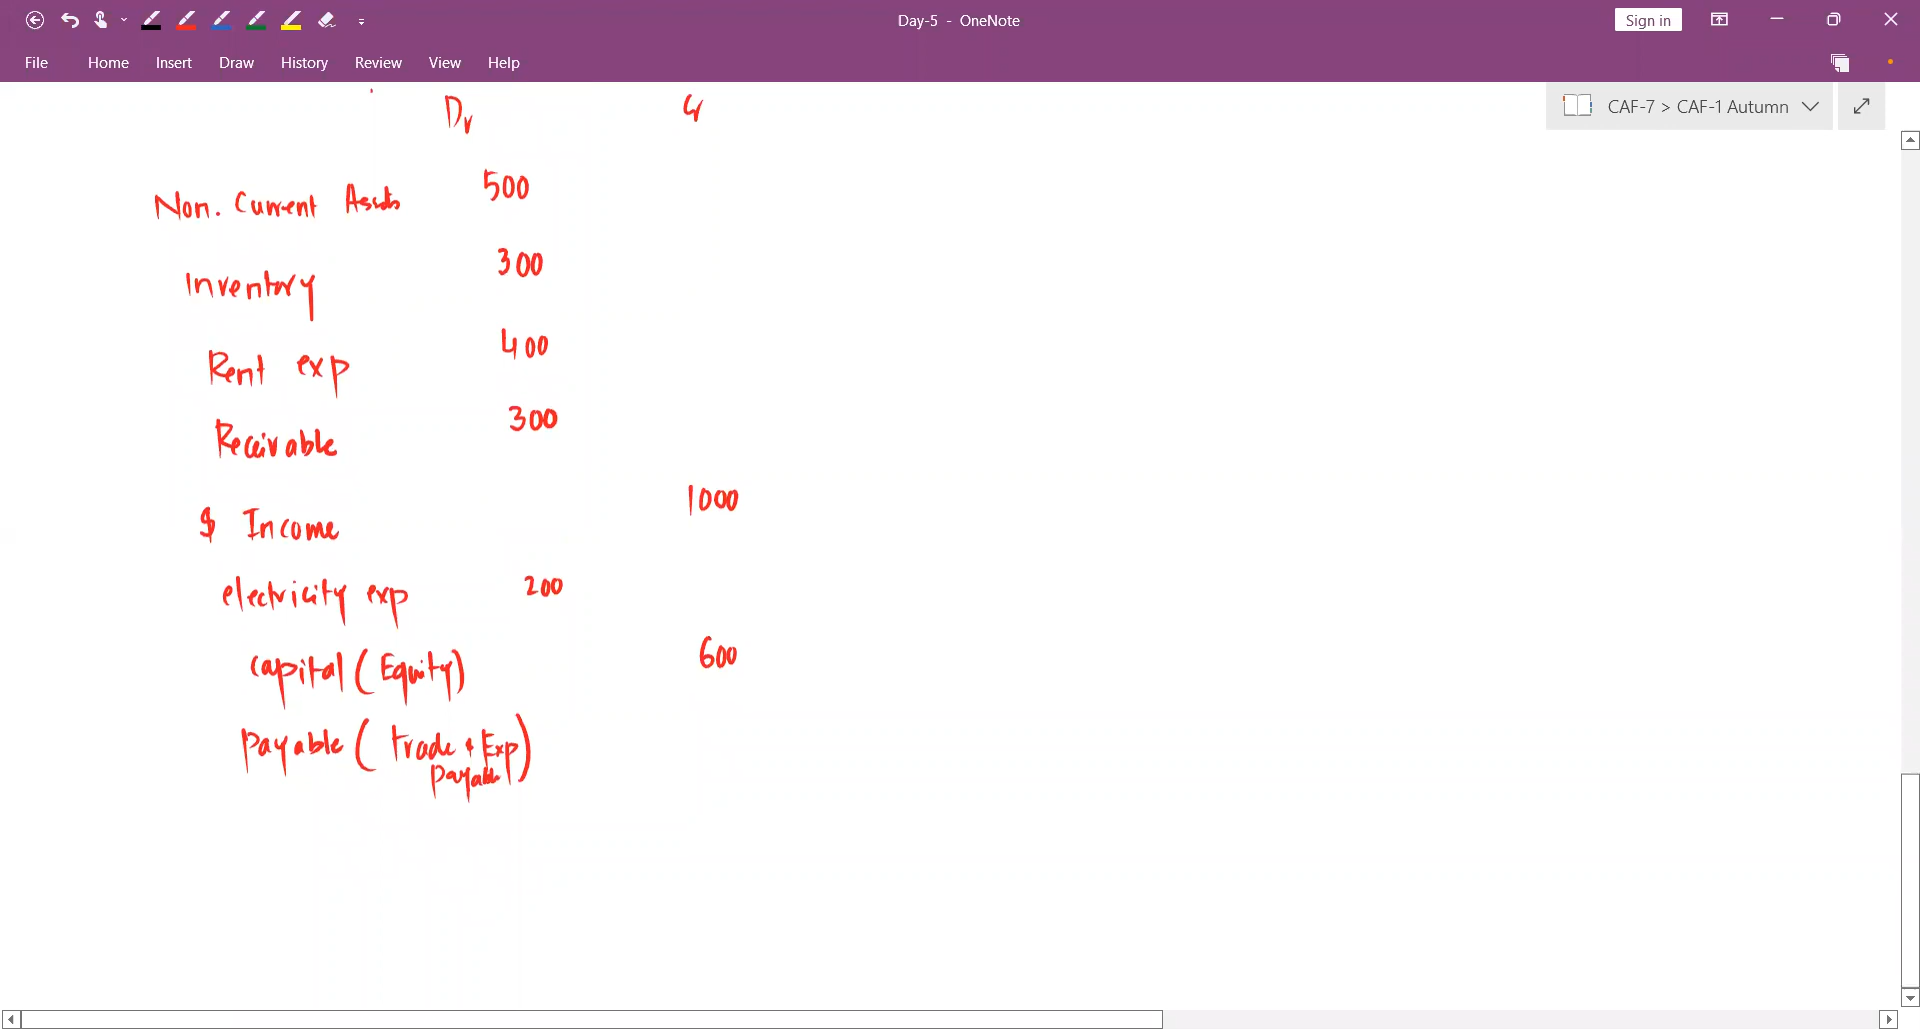 Day-5 - OneNote
Sign in
File Home Insert Draw History Review View Help
CAF-7 > CAF-1 Autumn
Dr Cr
Non. Current Assets 500
Inventory 300
Rent exp 400
Receivable 300
$ Income 1000
electricity exp 200
Capital (Equity) 600
Payable (Trade & Exp
Payable)